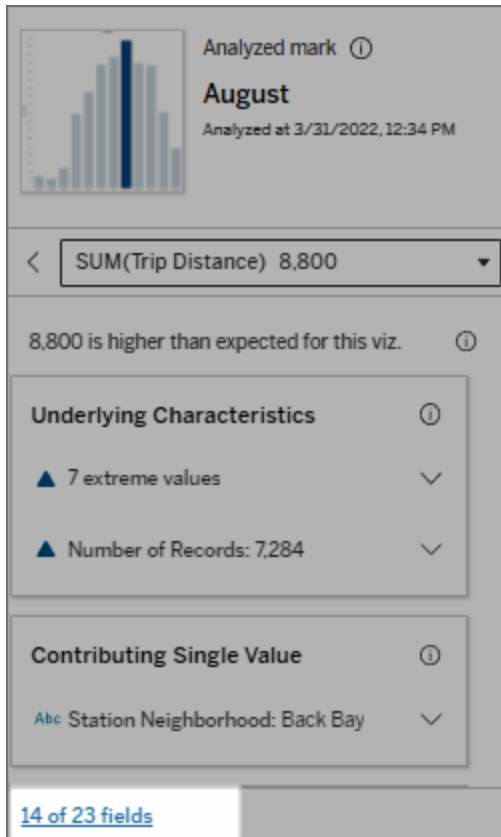 Analyzed mark
August
Analyzed at 3/31/2022, 12:34 PM
SUM(Trip Distance) 8,800
8,800 is higher than expected for this viz.
Underlying Characteristics
7 extreme values
Number of Records: 7,284
Contributing Single Value
Abc Station Neighborhood: Back Bay
14 of 23 fields